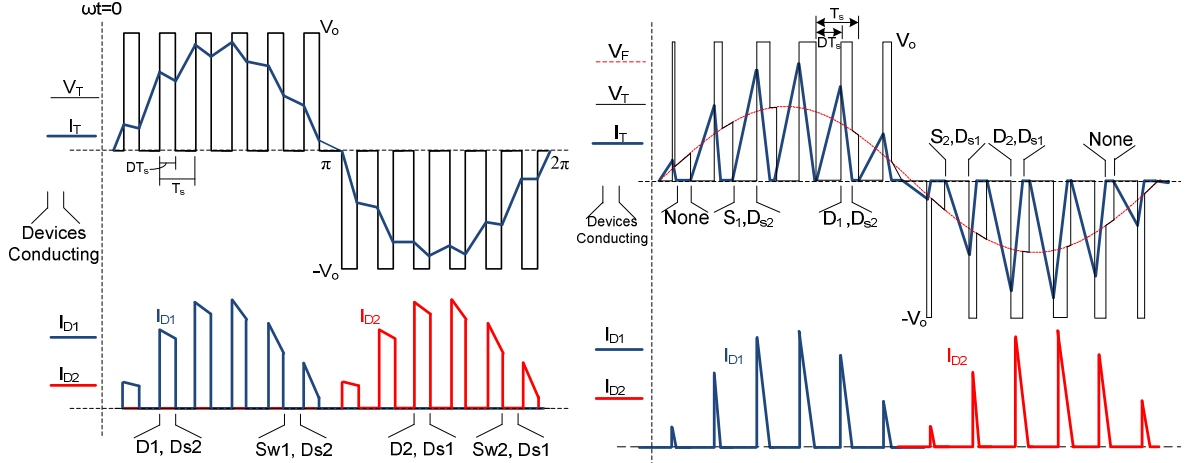 ωt=0
Vo
VT
IT
DTs
Ts
π
2π
Devices
Conducting
-Vo
ID1
ID1
ID2
ID2
D1, Ds2
Sw1, Ds2
D2, Ds1
Sw2, Ds1
Ts
DTs
Vo
VF
VT
IT
S2,Ds1
D2,Ds1
None
Devices
Conducting
None
S1,Ds2
D1,Ds2
-Vo
ID1
ID1
ID2
ID2